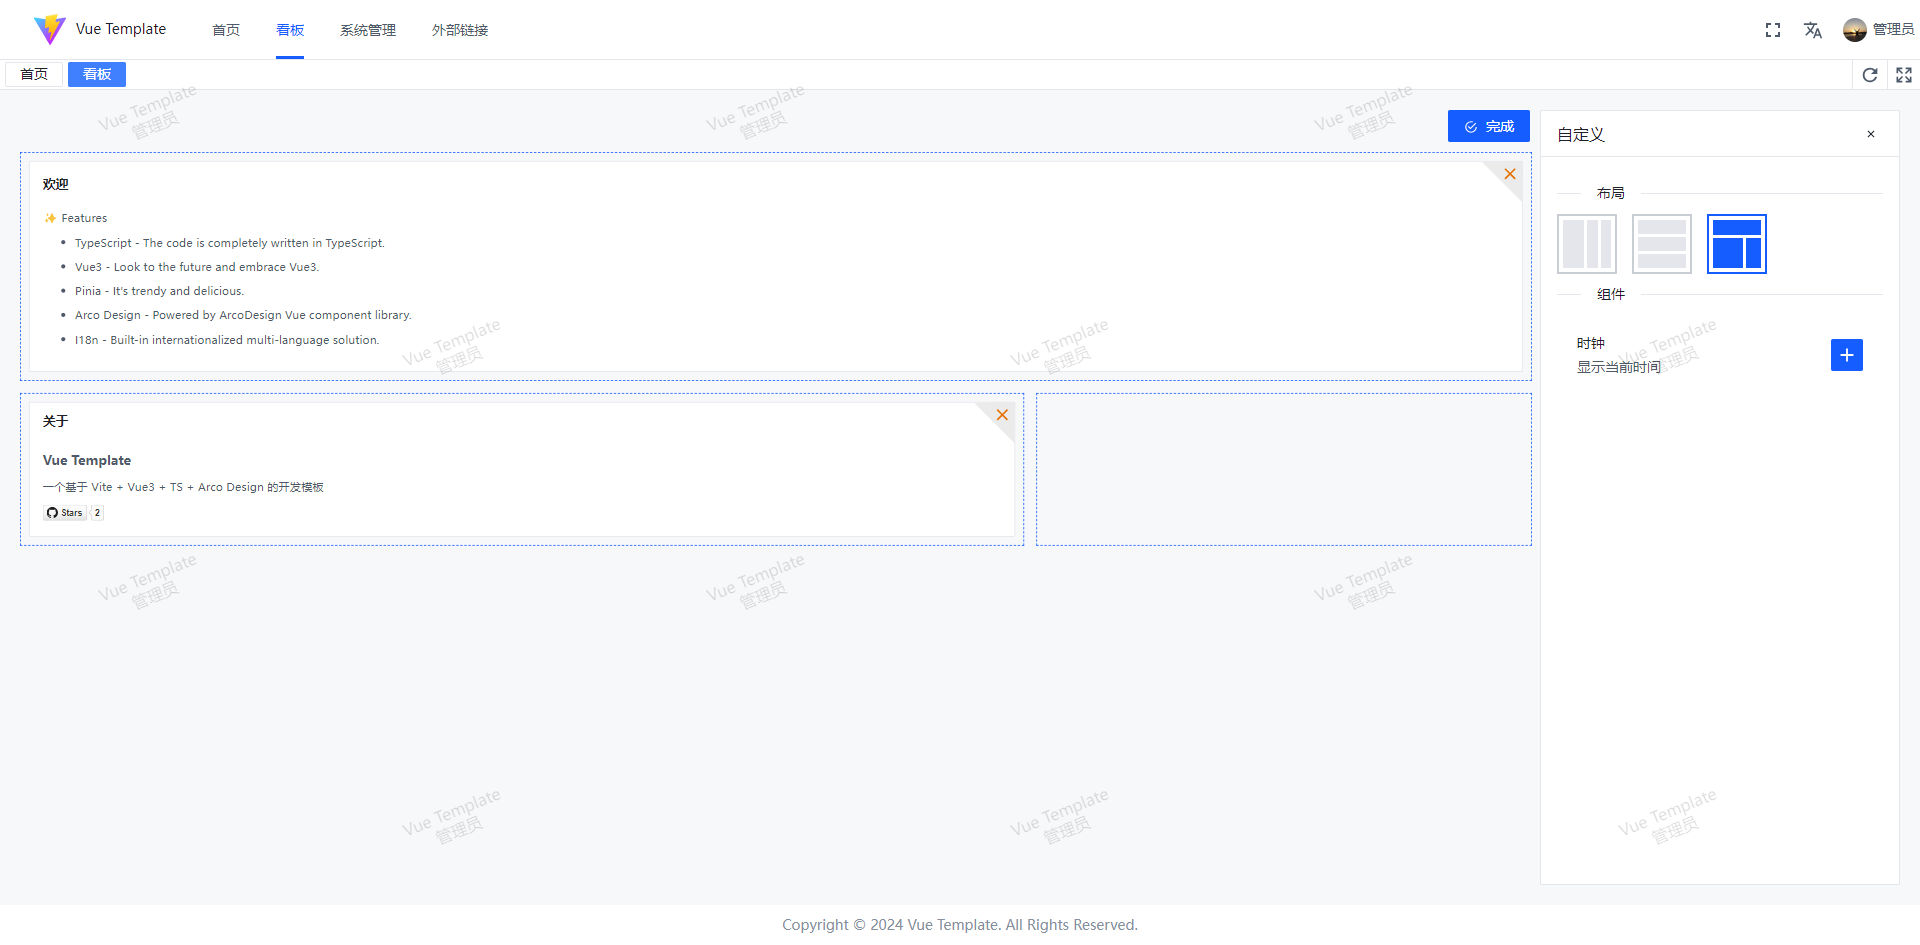 Vue Template 首页 看板 系统管理 外部链接 管理员
首页 看板
完成
自定义
欢迎
✨ Features
• TypeScript - The code is completely written in TypeScript.
• Vue3 - Look to the future and embrace Vue3.
• Pinia - It's trendy and delicious.
• Arco Design - Powered by ArcoDesign Vue component library.
• I18n - Built-in internationalized multi-language solution.
关于
Vue Template
一个基于 Vite + Vue3 + TS + Arco Design 的开发模板
Stars 2
布局
组件
时钟
显示当前时间
Vue Template
管理员
Vue Template
管理员
Vue Template
管理员
Vue Template
管理员
Vue Template
管理员
Vue Template
管理员
Vue Template
管理员
Vue Template
管理员
Vue Template
管理员
Vue Template
管理员
Vue Template
管理员
Vue Template
管理员
Copyright © 2024 Vue Template. All Rights Reserved.